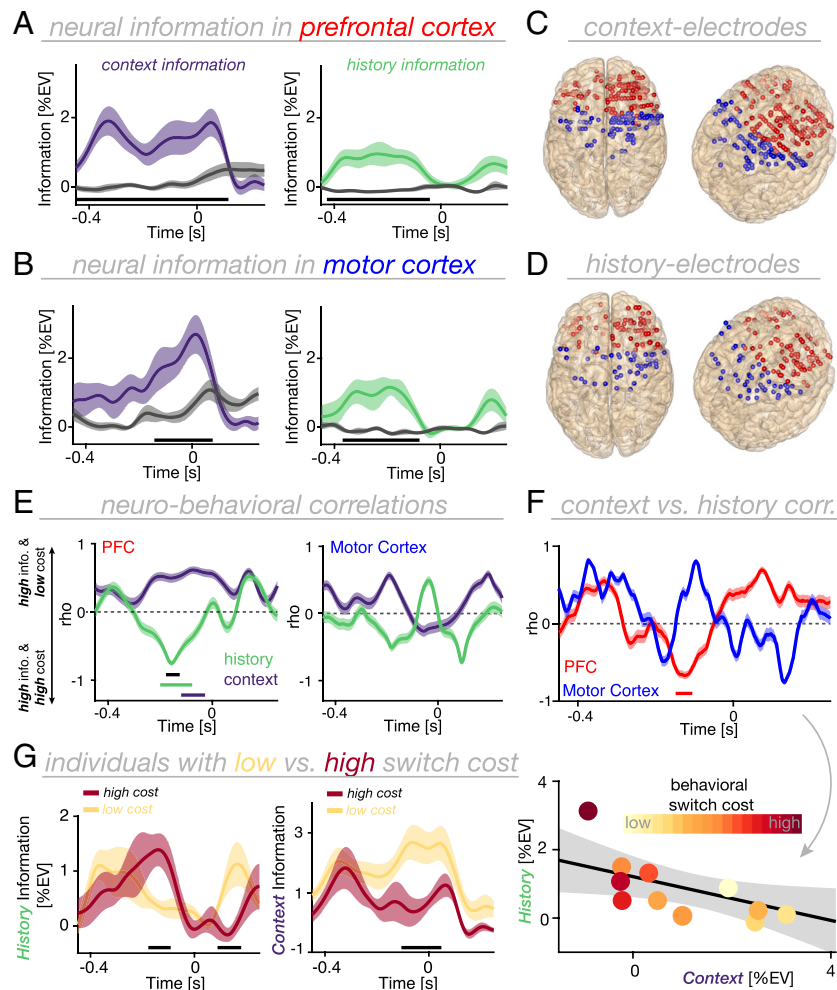 A neural information in prefrontal cortex
context information
history information
Information [%EV]
2
0
-0.4
0
Time [s]
Information [%EV]
2
0
-0.4
0
Time [s]
C context-electrodes
B neural information in motor cortex
Information [%EV]
2
0
-0.4
0
Time [s]
Information [%EV]
2
0
-0.4
0
Time [s]
D history-electrodes
E neuro-behavioral correlations
high info. &
low cost
high info. &
high cost
rho
1
0
-1
PFC
history
context
-0.4
0
Time [s]
rho
1
0
-1
Motor Cortex
-0.4
0
Time [s]
F context vs. history corr.
rho
1
0
-1
PFC
Motor Cortex
-0.4
0
Time [s]
G individuals with low vs. high switch cost
high cost
low cost
History Information
[%EV]
2
1
0
-0.4
0
Time [s]
high cost
low cost
Context Information
3
1
-1
-0.4
0
Time [s]
behavioral
switch cost
low
high
History [%EV]
4
2
0
0
4
Context [%EV]